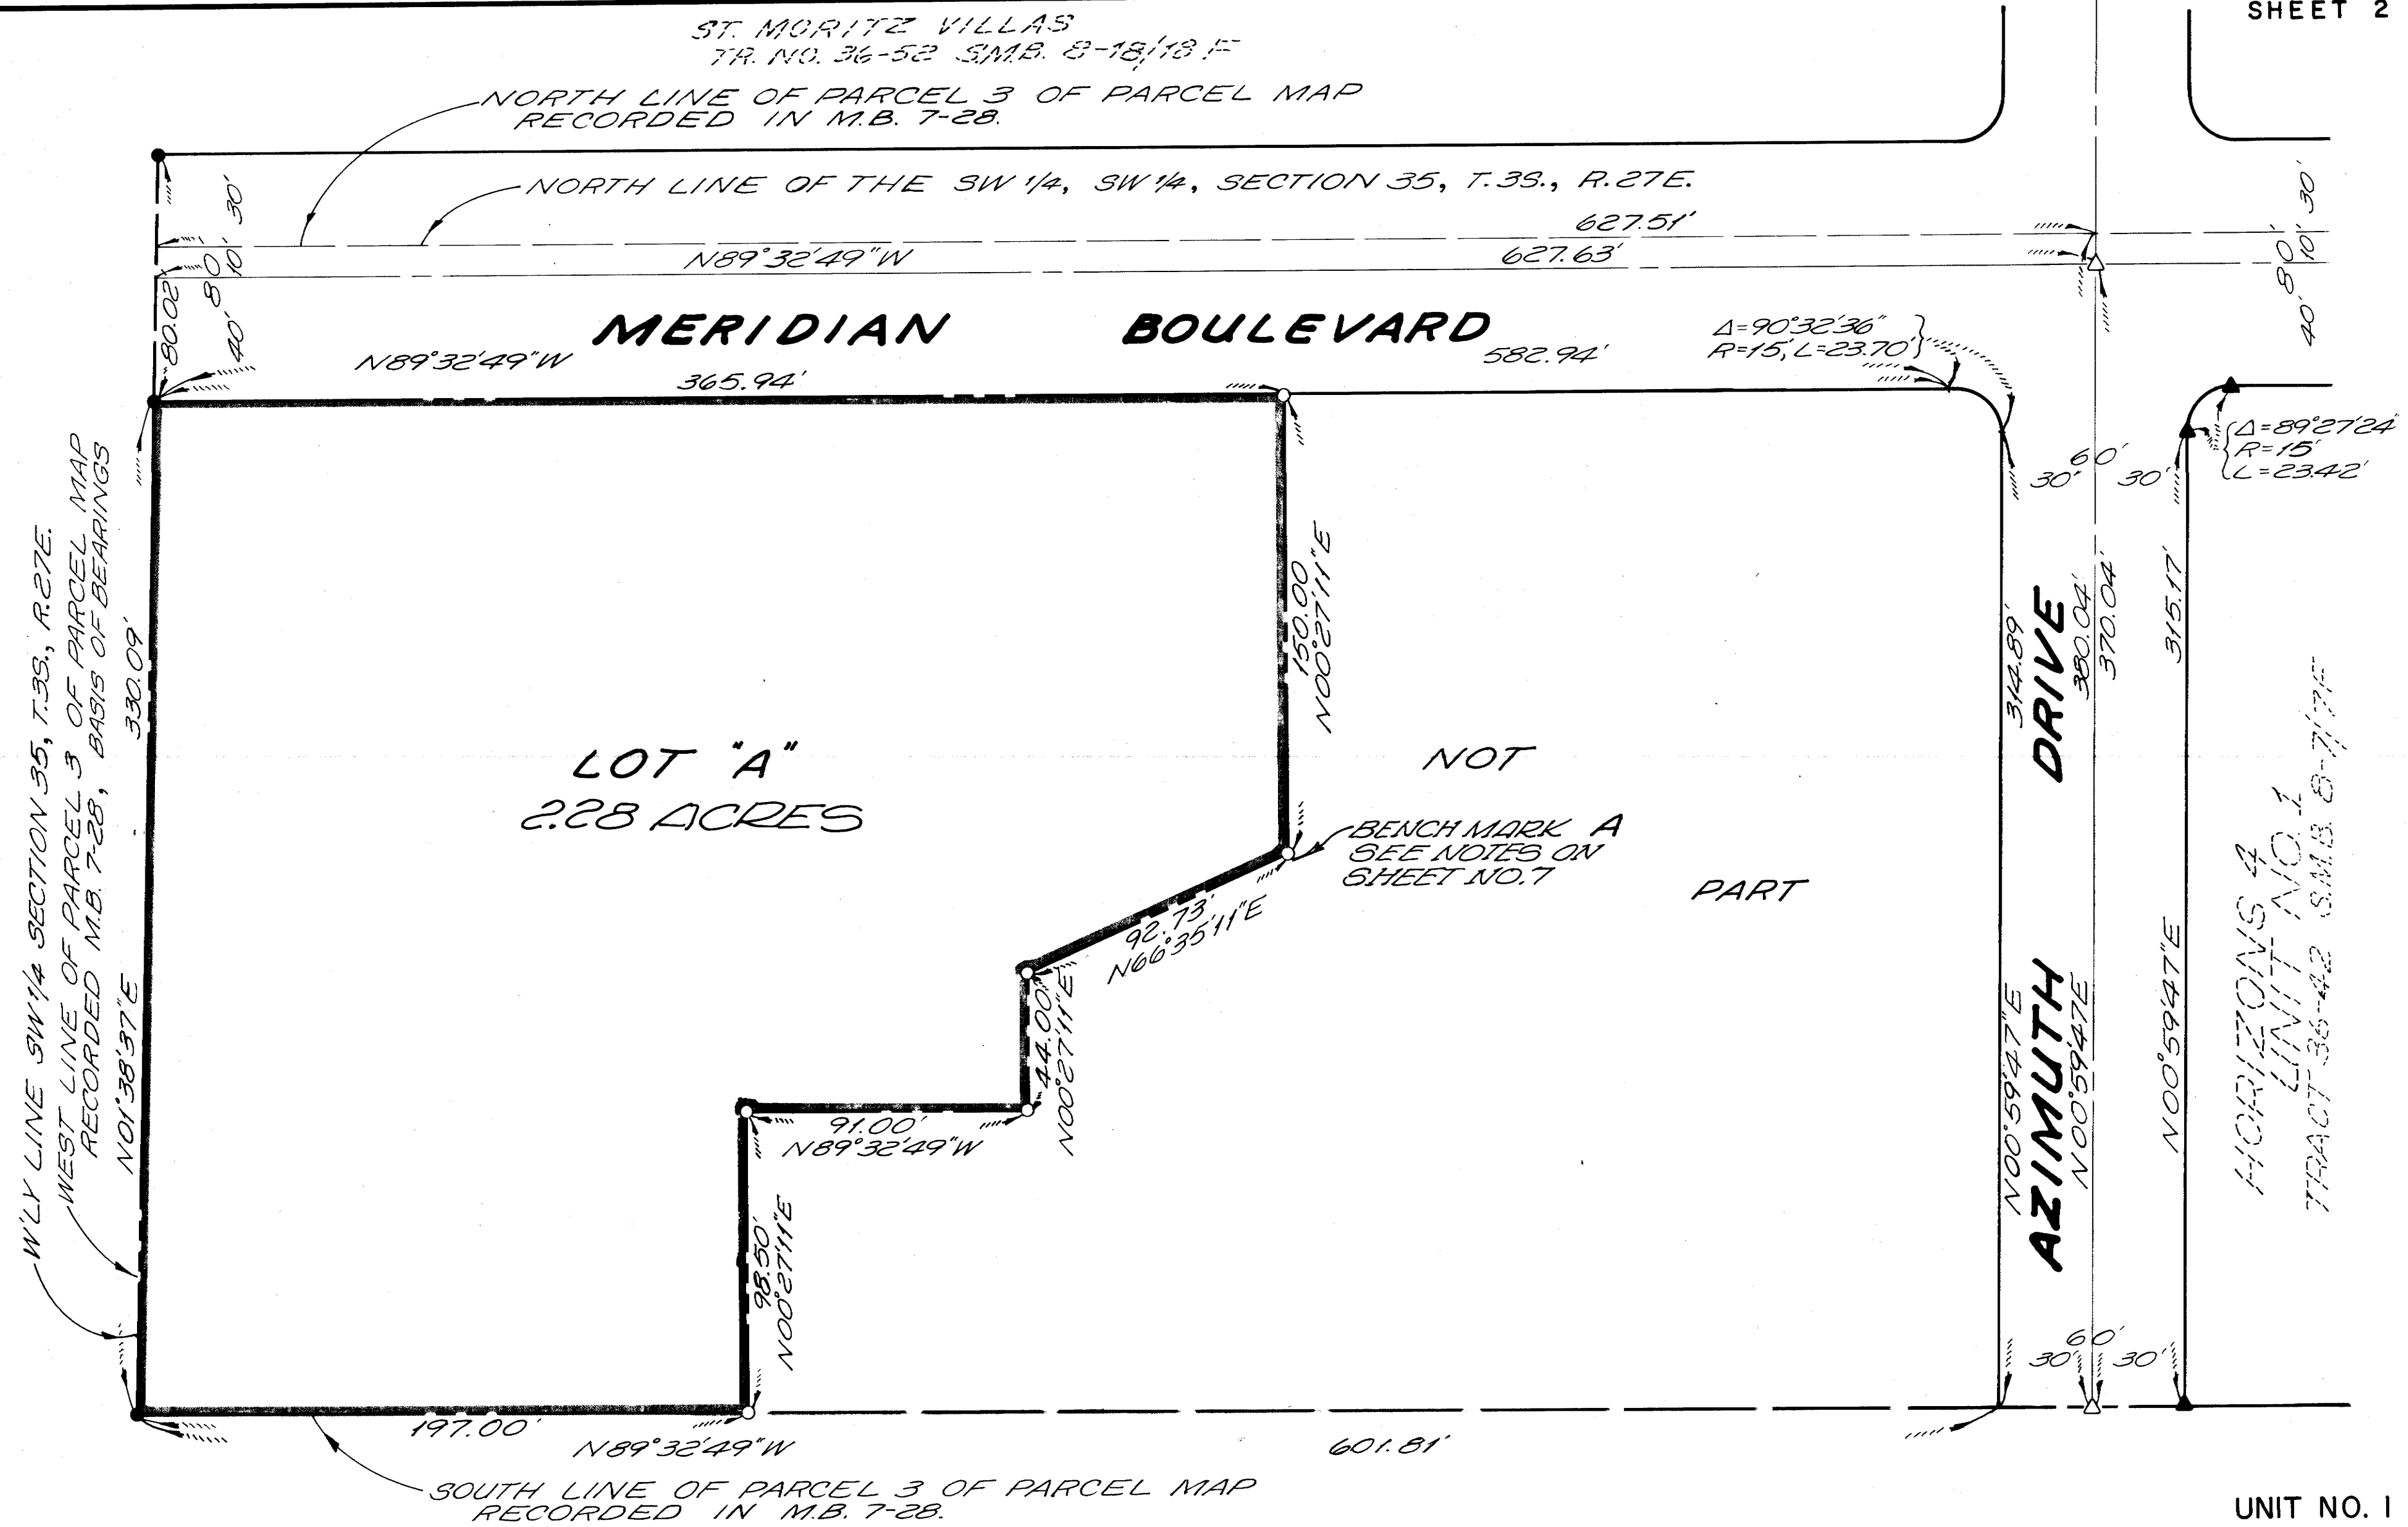 SHEET 2
ST. MORITZ VILLAS
TR. NO. 36-52 S.M.B. 8-18/18 F
NORTH LINE OF PARCEL 3 OF PARCEL MAP
RECORDED IN M.B. 7-28.
NORTH LINE OF THE SW 1/4, SW 1/4, SECTION 35, T.3S., R.27E.
627.51'
N89°32'49"W
627.63'
30'
10'
80'
40'
80.02'
30'
10'
80'
40'
MERIDIAN BOULEVARD
N89°32'49"W
365.94'
582.94'
Δ=90°32'36"
R=15', L=23.70'
Δ=89°27'24"
R=15'
L=23.42'
60'
30' 30'
W'LY LINE SW 1/4 SECTION 35, T.3S., R.27E.
WEST LINE OF PARCEL 3 OF PARCEL MAP
RECORDED M.B. 7-28, BASIS OF BEARINGS
N01°38'37"E
330.09'
LOT "A"
2.28 ACRES
150.00
N00°27'11"E
NOT
PART
BENCH MARK A
SEE NOTES ON
SHEET NO.7
92.73'
N66°35'11"E
44.00'
N00°27'11"E
91.00'
N89°32'49"W
98.50'
N00°27'11"E
N00°59'47"E
314.89'
AZIMUTH DRIVE
N00°59'47"E
380.04'
370.04'
N00°59'47"E
315.17'
HORIZONS 4
UNIT NO. 1
TRACT 36-42 S.M.B. 8-7/7F
60'
30' 30'
197.00'
N89°32'49"W
601.81'
SOUTH LINE OF PARCEL 3 OF PARCEL MAP
RECORDED IN M.B. 7-28.
UNIT NO. 1